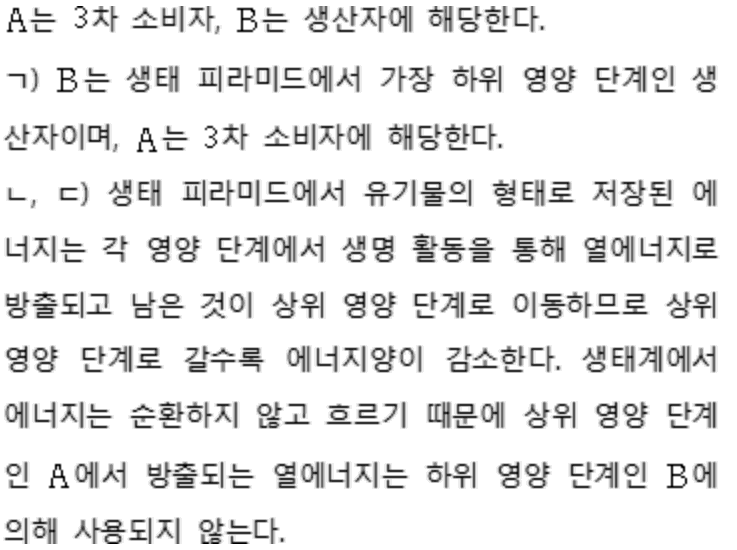 A는 3차 소비자, B는 생산자에 해당한다.
ㄱ) B는 생태 피라미드에서 가장 하위 영양 단계인 생
산자이며, A는 3차 소비자에 해당한다.
ㄴ, ㄷ) 생태 피라미드에서 유기물의 형태로 저장된 에
너지는 각 영양 단계에서 생명 활동을 통해 열에너지로
방출되고 남은 것이 상위 영양 단계로 이동하므로 상위
영양 단계로 갈수록 에너지양이 감소한다. 생태계에서
에너지는 순환하지 않고 흐르기 때문에 상위 영양 단계
인 A에서 방출되는 열에너지는 하위 영양 단계인 B에
의해 사용되지 않는다.